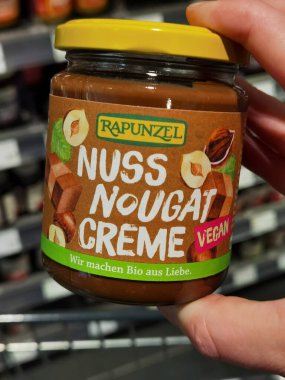 RAPUNZEL
NUSS
NOUGAT
CREME
VEGAN
Wir machen Bio aus Liebe.